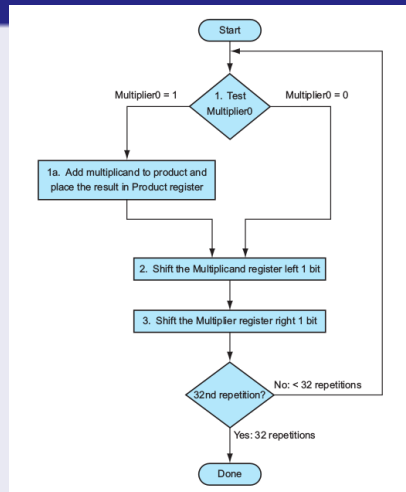 Start
Multiplier0 = 1
1. Test
Multiplier0
Multiplier0 = 0
1a. Add multiplicand to product and
place the result in Product register
2. Shift the Multiplicand register left 1 bit
3. Shift the Multiplier register right 1 bit
32nd repetition?
No: < 32 repetitions
Yes: 32 repetitions
Done